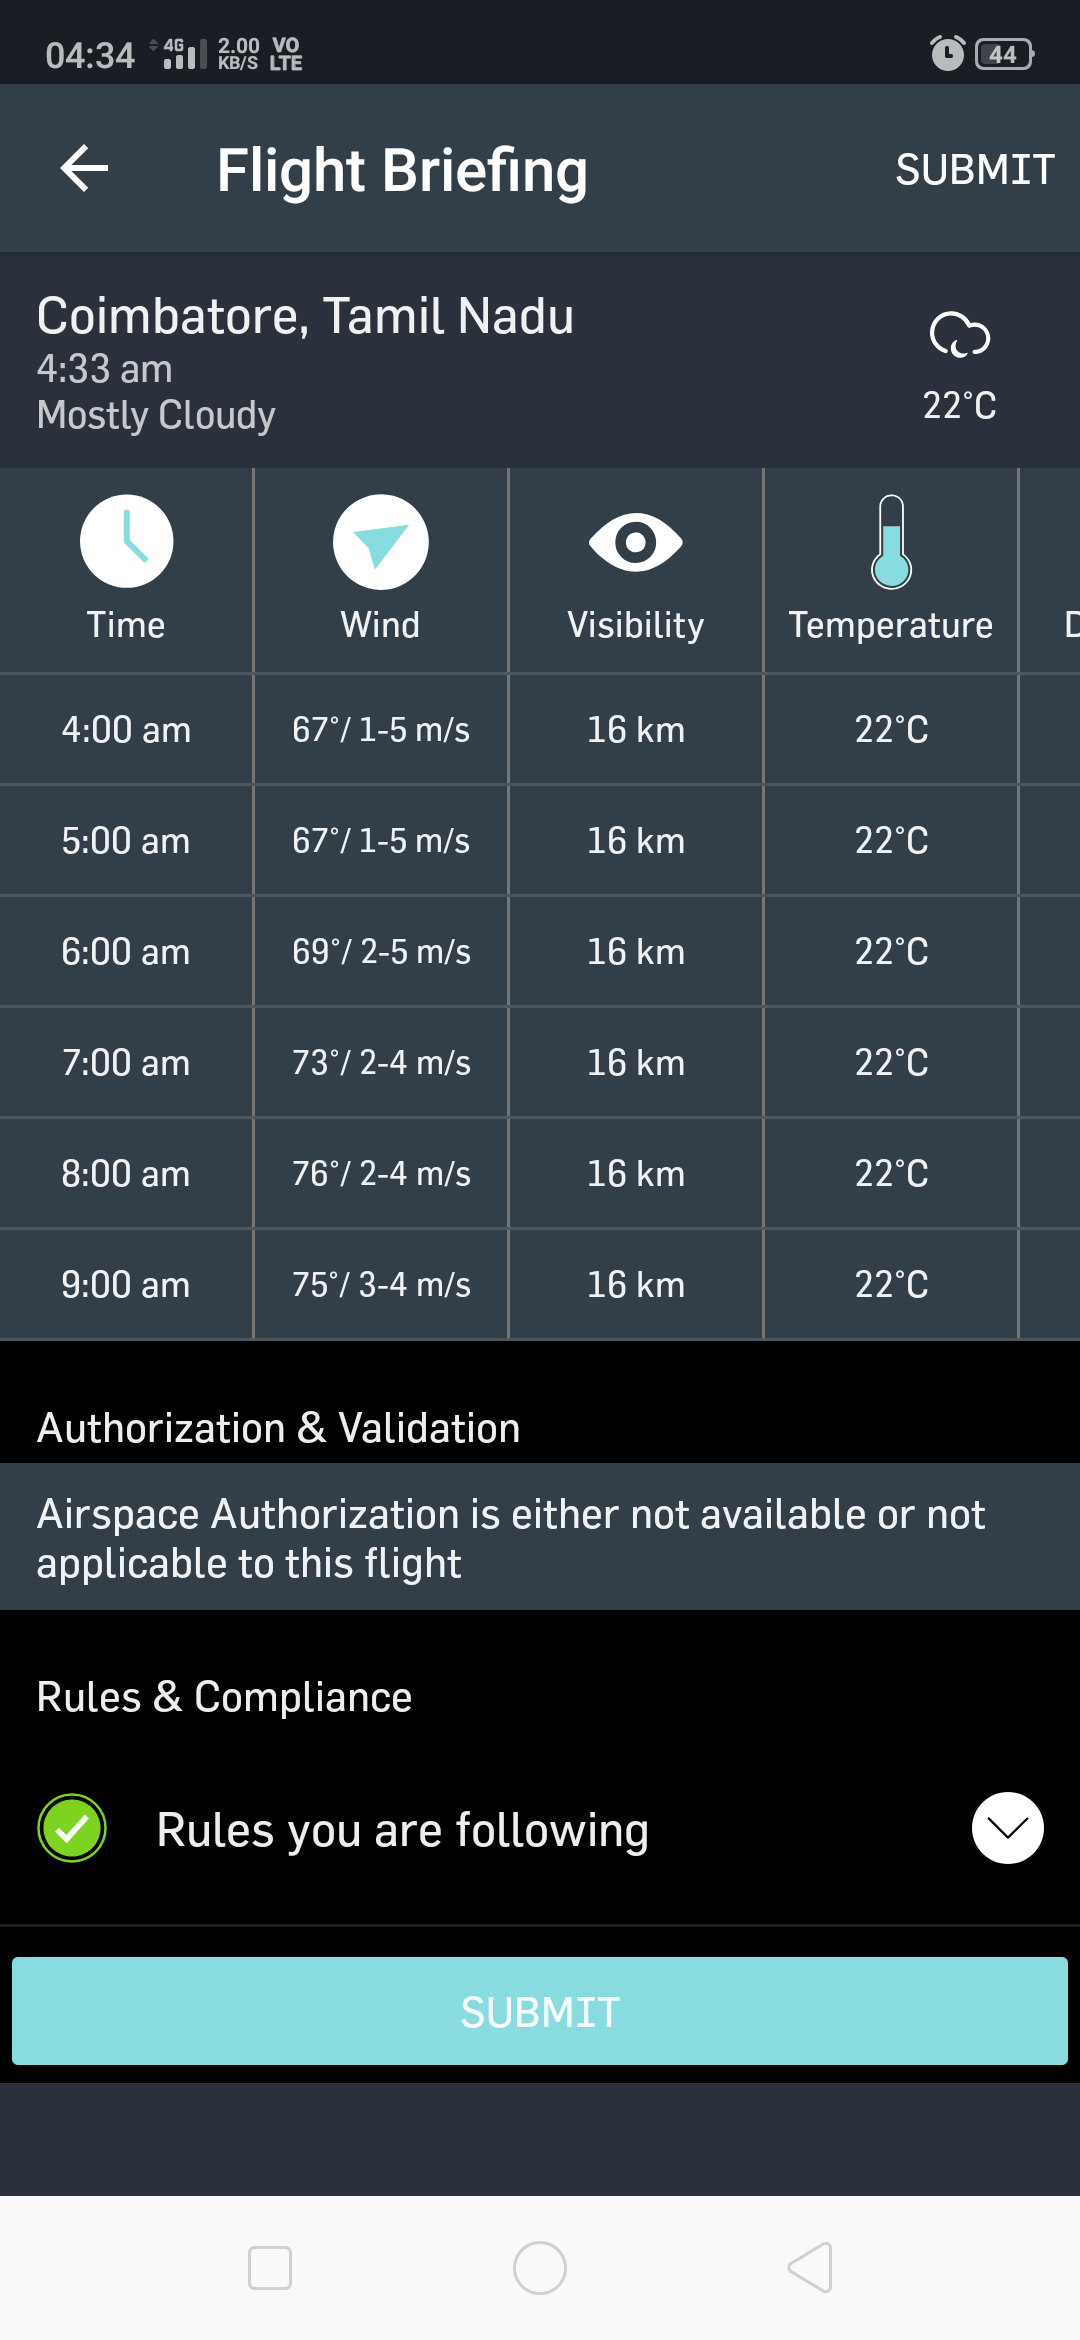 04:34 4G 2.00 KB/S VO LTE 44
Flight Briefing SUBMIT
Coimbatore, Tamil Nadu
4:33 am
Mostly Cloudy
22°C
Time Wind Visibility Temperature
4:00 am 67°/ 1-5 m/s 16 km 22°C
5:00 am 67°/ 1-5 m/s 16 km 22°C
6:00 am 69°/ 2-5 m/s 16 km 22°C
7:00 am 73°/ 2-4 m/s 16 km 22°C
8:00 am 76°/ 2-4 m/s 16 km 22°C
9:00 am 75°/ 3-4 m/s 16 km 22°C
Authorization & Validation
Airspace Authorization is either not available or not
applicable to this flight
Rules & Compliance
Rules you are following
SUBMIT